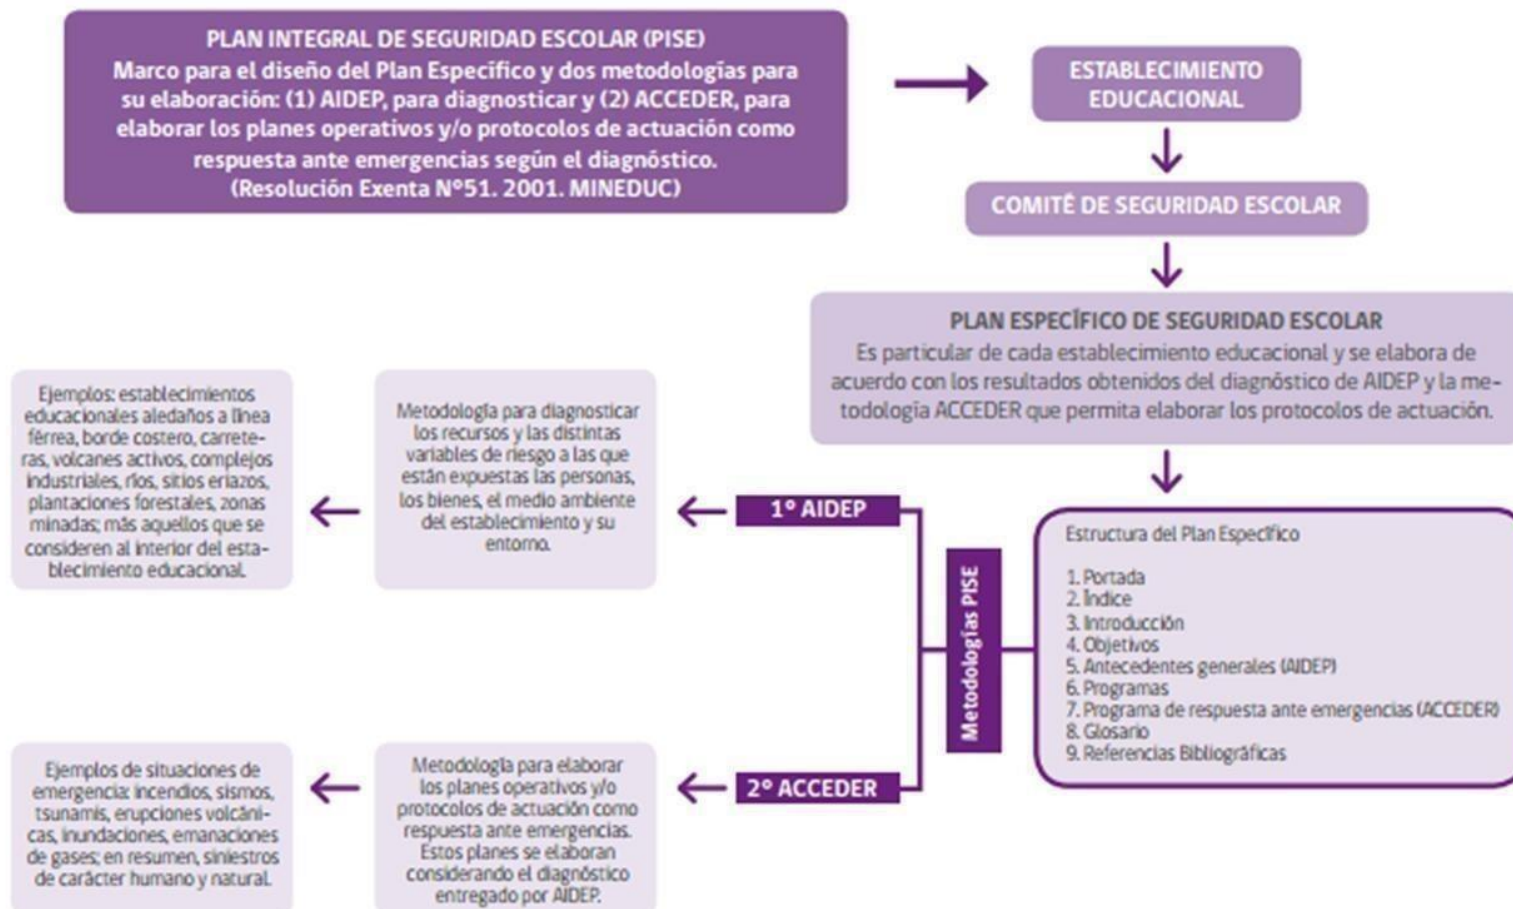 PLAN INTEGRAL DE SEGURIDAD ESCOLAR (PISE)
Marco para el diseño del Plan Específico y dos metodologías para
su elaboración: (1) AIDEP, para diagnosticar y (2) ACCEDER, para
elaborar los planes operativos y/o protocolos de actuación como
respuesta ante emergencias según el diagnóstico.
(Resolución Exenta N°51. 2001. MINEDUC)
ESTABLECIMIENTO
EDUCACIONAL
COMITÉ DE SEGURIDAD ESCOLAR
PLAN ESPECÍFICO DE SEGURIDAD ESCOLAR
Es particular de cada establecimiento educacional y se elabora de
acuerdo con los resultados obtenidos del diagnóstico de AIDEP y la me-
todología ACCEDER que permita elaborar los protocolos de actuación.
Estructura del Plan Específico
1. Portada
2. Índice
3. Introducción
4. Objetivos
5. Antecedentes generales (AIDEP)
6. Programas
7. Programa de respuesta ante emergencias (ACCEDER)
8. Glosario
9. Referencias Bibliográficas
Metodologías PISE
1° AIDEP
Metodología para diagnosticar
los recursos y las distintas
variables de riesgo a las que
están expuestas las personas,
los bienes, el medio ambiente
del establecimiento y su
entorno.
Ejemplos: establecimientos
educacionales aledaños a línea
férrea, borde costero, carrete-
ras, volcanes activos, complejos
industriales, ríos, sitios eriazos,
plantaciones forestales, zonas
minadas; más aquellos que se
consideren al interior del esta-
blecimiento educacional.
2° ACCEDER
Metodología para elaborar
los planes operativos y/o
protocolos de actuación como
respuesta ante emergencias.
Estos planes se elaboran
considerando el diagnóstico
entregado por AIDEP.
Ejemplos de situaciones de
emergencia: incendios, sismos,
tsunamis, erupciones volcáni-
cas, inundaciones, emanaciones
de gases; en resumen, siniestros
de carácter humano y natural.